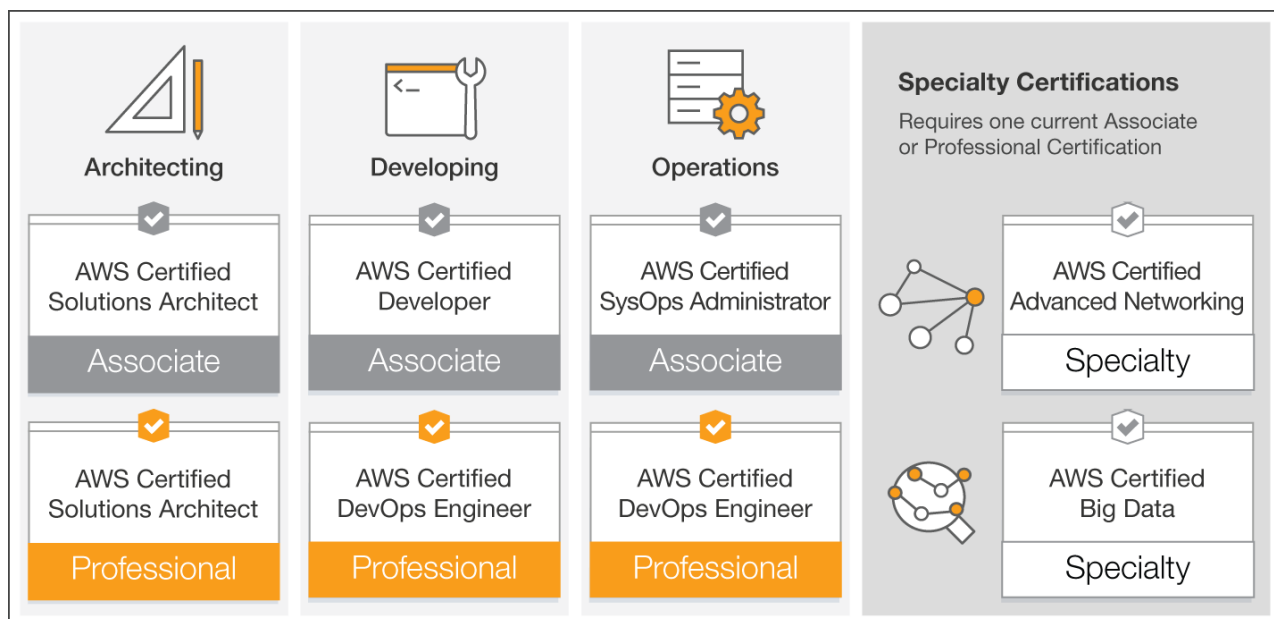 Architecting
AWS Certified
Solutions Architect
Associate
AWS Certified
Solutions Architect
Professional
Developing
AWS Certified
Developer
Associate
AWS Certified
DevOps Engineer
Professional
Operations
AWS Certified
SysOps Administrator
Associate
AWS Certified
DevOps Engineer
Professional
Specialty Certifications
Requires one current Associate
or Professional Certification
AWS Certified
Advanced Networking
Specialty
AWS Certified
Big Data
Specialty